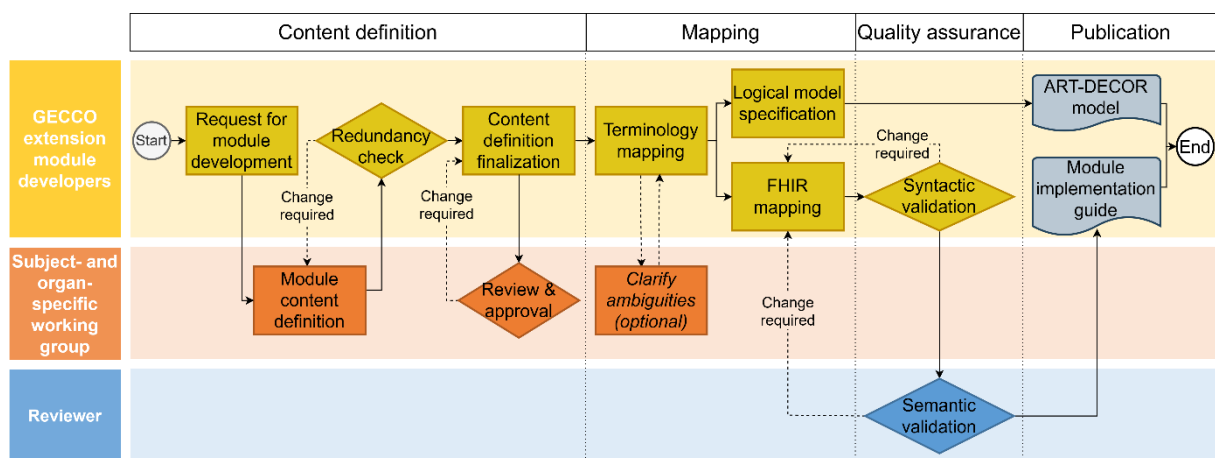 Content definition
Mapping
Quality assurance
Publication
GECCO
extension
module
developers
Start
Request for
module
development
Redundancy
check
Content
definition
finalization
Terminology
mapping
Logical model
specification
ART-DECOR
model
Change
required
Change
required
Change
required
FHIR
mapping
Syntactic
validation
Module
implementation
guide
End
Subject- and
organ-
specific
working
group
Module
content
definition
Review &
approval
Clarify
ambiguities
(optional)
Change
required
Reviewer
Semantic
validation